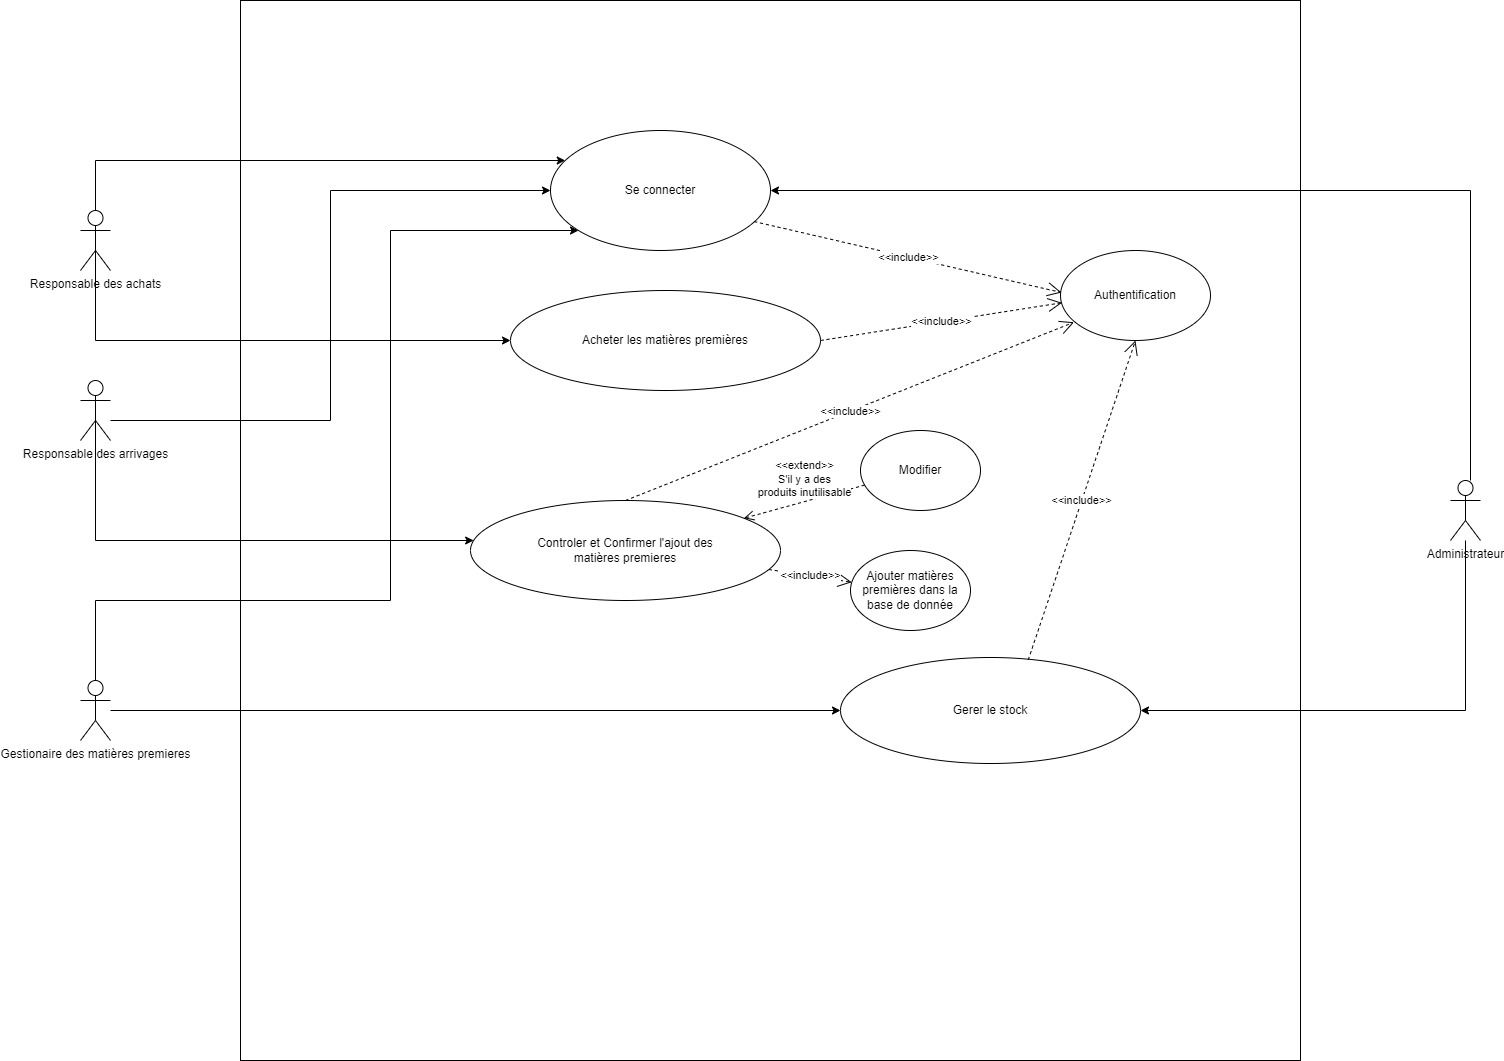 Se connecter
Responsable des achats
<<include>>
Authentification
<<include>>
Acheter les matières premières
<<include>>
Responsable des arrivages
<<extend>>
S'il y a des
produits inutilisable
Modifier
<<include>>
Controler et Confirmer l'ajout des
matières premieres
<<include>>
Ajouter matières
premières dans la
base de donnée
Administrateur
Gerer le stock
Gestionaire des matières premieres